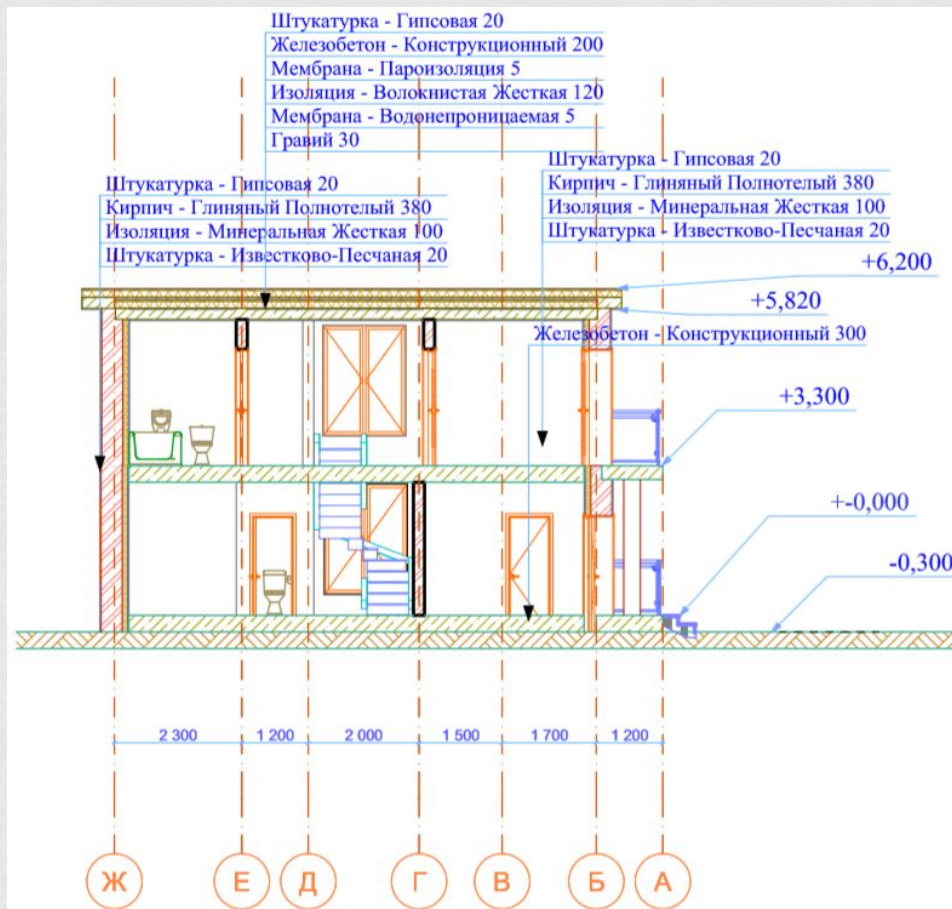 Штукатурка - Гипсовая 20
Железобетон - Конструкционный 200
Мембрана - Пароизоляция 5
Изоляция - Волокнистая Жесткая 120
Мембрана - Водонепроницаемая 5
Гравий 30
Штукатурка - Гипсовая 20
Кирпич - Глиняный Полнотелый 380
Изоляция - Минеральная Жесткая 100
Штукатурка - Известково-Песчаная 20
Штукатурка - Гипсовая 20
Кирпич - Глиняный Полнотелый 380
Изоляция - Минеральная Жесткая 100
Штукатурка - Известково-Песчаная 20
+6,200
+5,820
Железобетон - Конструкционный 300
+3,300
+-0,000
-0,300
2 300 1 200 2 000 1 500 1 700 1 200
Ж Е Д Г В Б А